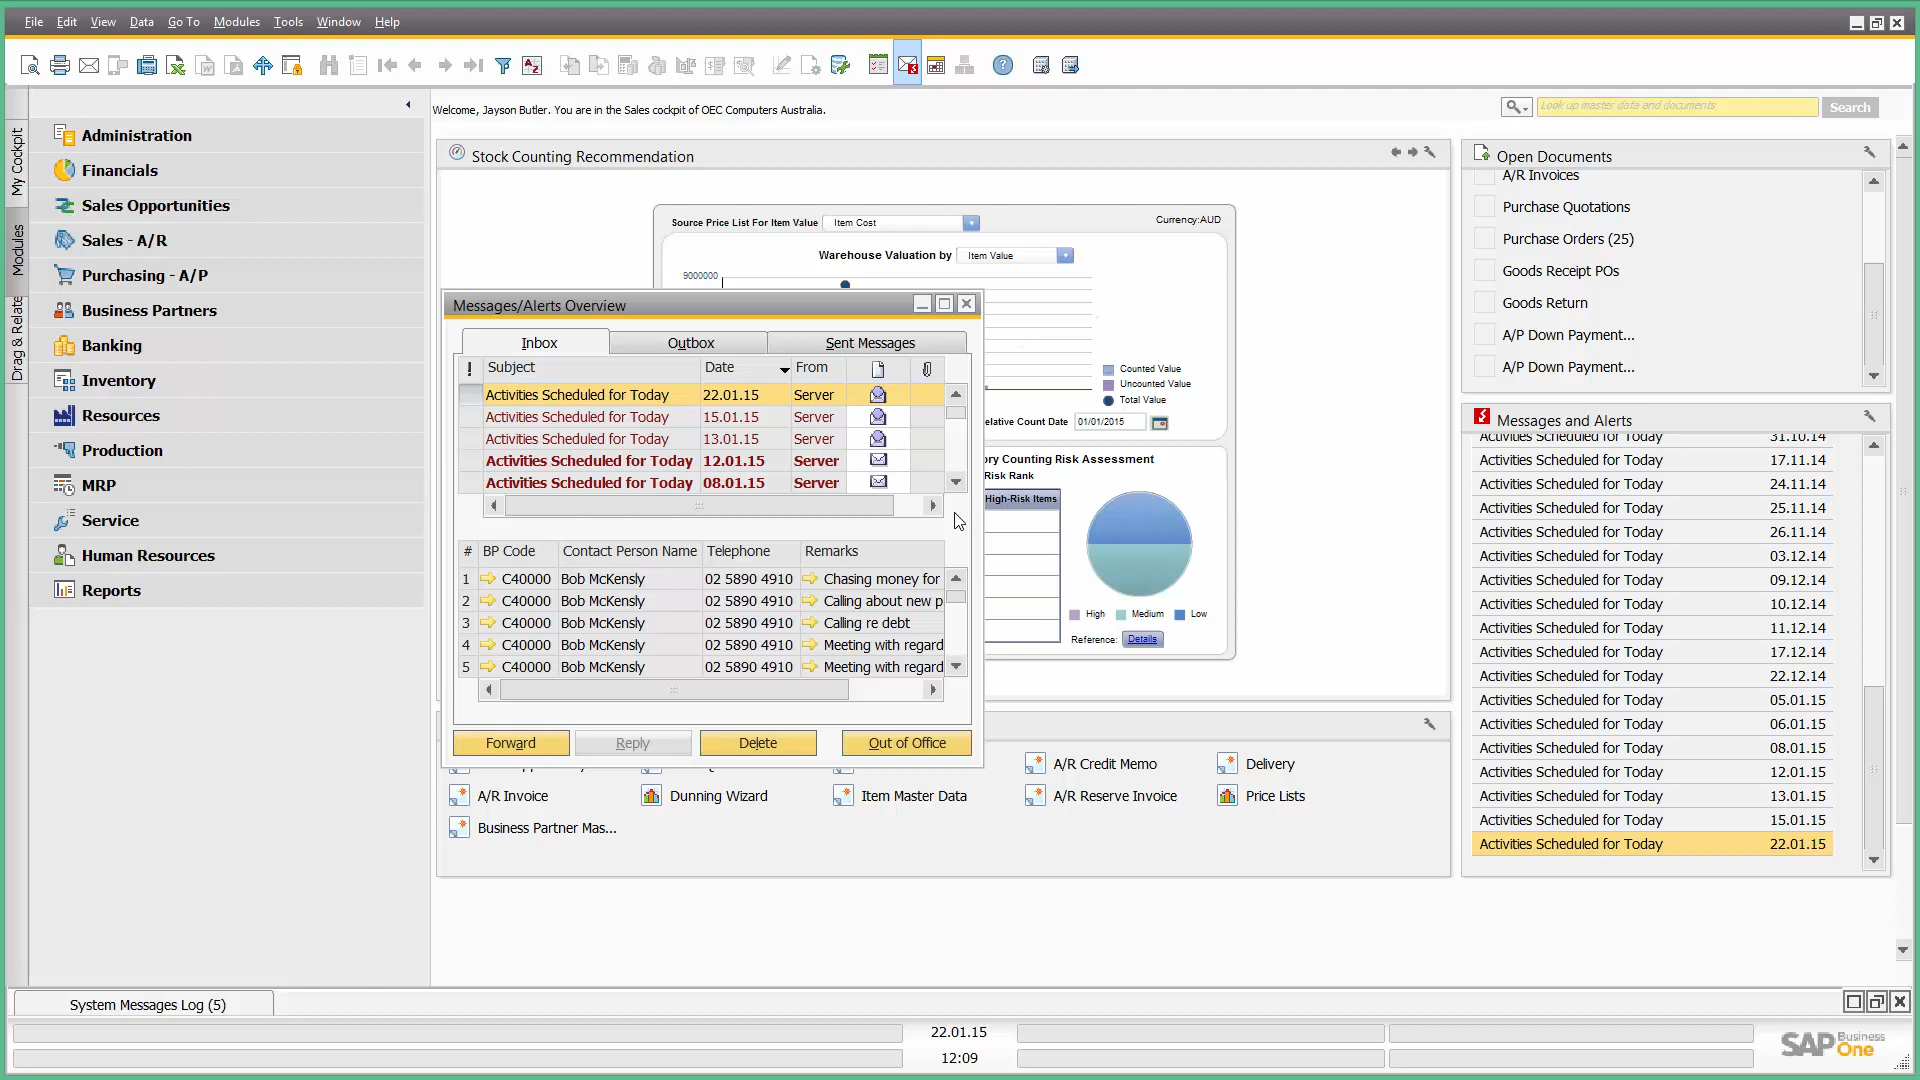 File Edit View Data Go To Modules Tools Window Help
Welcome, Jayson Butler. You are in the Sales cockpit of OEC Computers Australia.
Look up master data and documents
Search
My Cockpit
Modules
Drag & Relate
Administration
Financials
Sales Opportunities
Sales - A/R
Purchasing - A/P
Business Partners
Banking
Inventory
Resources
Production
MRP
Service
Human Resources
Reports
Stock Counting Recommendation
Source Price List For Item Value Item Cost Currency:AUD
Warehouse Valuation by Item Value
9000000
Counted Value
Uncounted Value
Total Value
elative Count Date 01/01/2015
ory Counting Risk Assessment
Risk Rank
High-Risk Items
High Medium Low
Reference: Details
Messages/Alerts Overview
Inbox Outbox Sent Messages
! Subject Date From
Activities Scheduled for Today 22.01.15 Server
Activities Scheduled for Today 15.01.15 Server
Activities Scheduled for Today 13.01.15 Server
Activities Scheduled for Today 12.01.15 Server
Activities Scheduled for Today 08.01.15 Server
# BP Code Contact Person Name Telephone Remarks
1 C40000 Bob McKensly 02 5890 4910 Chasing money for
2 C40000 Bob McKensly 02 5890 4910 Calling about new p
3 C40000 Bob McKensly 02 5890 4910 Calling re debt
4 C40000 Bob McKensly 02 5890 4910 Meeting with regard
5 C40000 Bob McKensly 02 5890 4910 Meeting with regard
Forward Reply Delete Out of Office
A/R Credit Memo Delivery
A/R Invoice Dunning Wizard Item Master Data A/R Reserve Invoice Price Lists
Business Partner Mas...
Open Documents
A/R Invoices
Purchase Quotations
Purchase Orders (25)
Goods Receipt POs
Goods Return
A/P Down Payment...
A/P Down Payment...
Messages and Alerts
Activities Scheduled for Today 31.10.14
Activities Scheduled for Today 17.11.14
Activities Scheduled for Today 24.11.14
Activities Scheduled for Today 25.11.14
Activities Scheduled for Today 26.11.14
Activities Scheduled for Today 03.12.14
Activities Scheduled for Today 09.12.14
Activities Scheduled for Today 10.12.14
Activities Scheduled for Today 11.12.14
Activities Scheduled for Today 17.12.14
Activities Scheduled for Today 22.12.14
Activities Scheduled for Today 05.01.15
Activities Scheduled for Today 06.01.15
Activities Scheduled for Today 08.01.15
Activities Scheduled for Today 12.01.15
Activities Scheduled for Today 13.01.15
Activities Scheduled for Today 15.01.15
Activities Scheduled for Today 22.01.15
System Messages Log (5)
22.01.15
12:09
SAP Business One